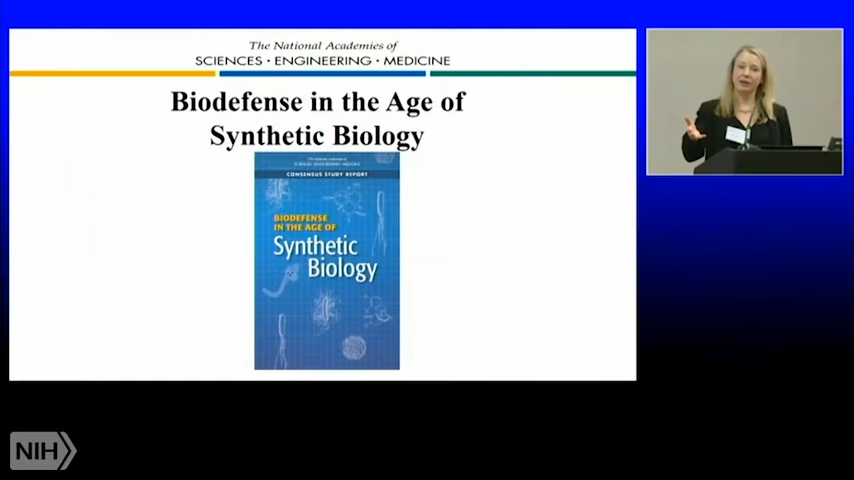 The National Academies of
SCIENCES · ENGINEERING · MEDICINE
Biodefense in the Age of
Synthetic Biology
CONSENSUS STUDY REPORT
BIODEFENSE
IN THE AGE OF
Synthetic
Biology
NIH